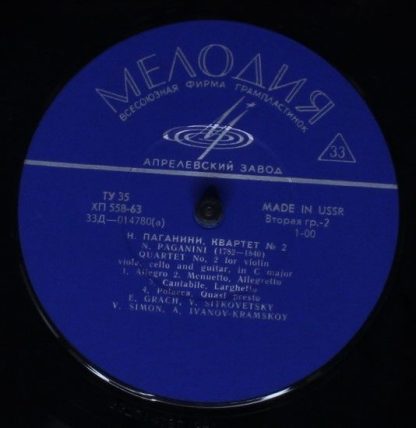 МЕЛОДИЯ
ВСЕСОЮЗНАЯ ФИРМА ГРАМПЛАСТИНОК
33
АПРЕЛЕВСКИЙ ЗАВОД
ТУ 35
ХП 558-63
33Д—014780(а)
MADE IN USSR
Вторая гр.-2
1-00
Н. ПАГАНИНИ, КВАРТЕТ № 2
N. PAGANINI (1782—1840)
QUARTET No. 2 for violin
viole, cello and guitar, in C major
1. Allegro 2. Menuetto, Allegretto
3. Cantabile, Larghetto
4. Polacca, Quasi presto
E. GRACH, V. SITKOVETSKY
V. SIMON, A. IVANOV-KRAMSKOY